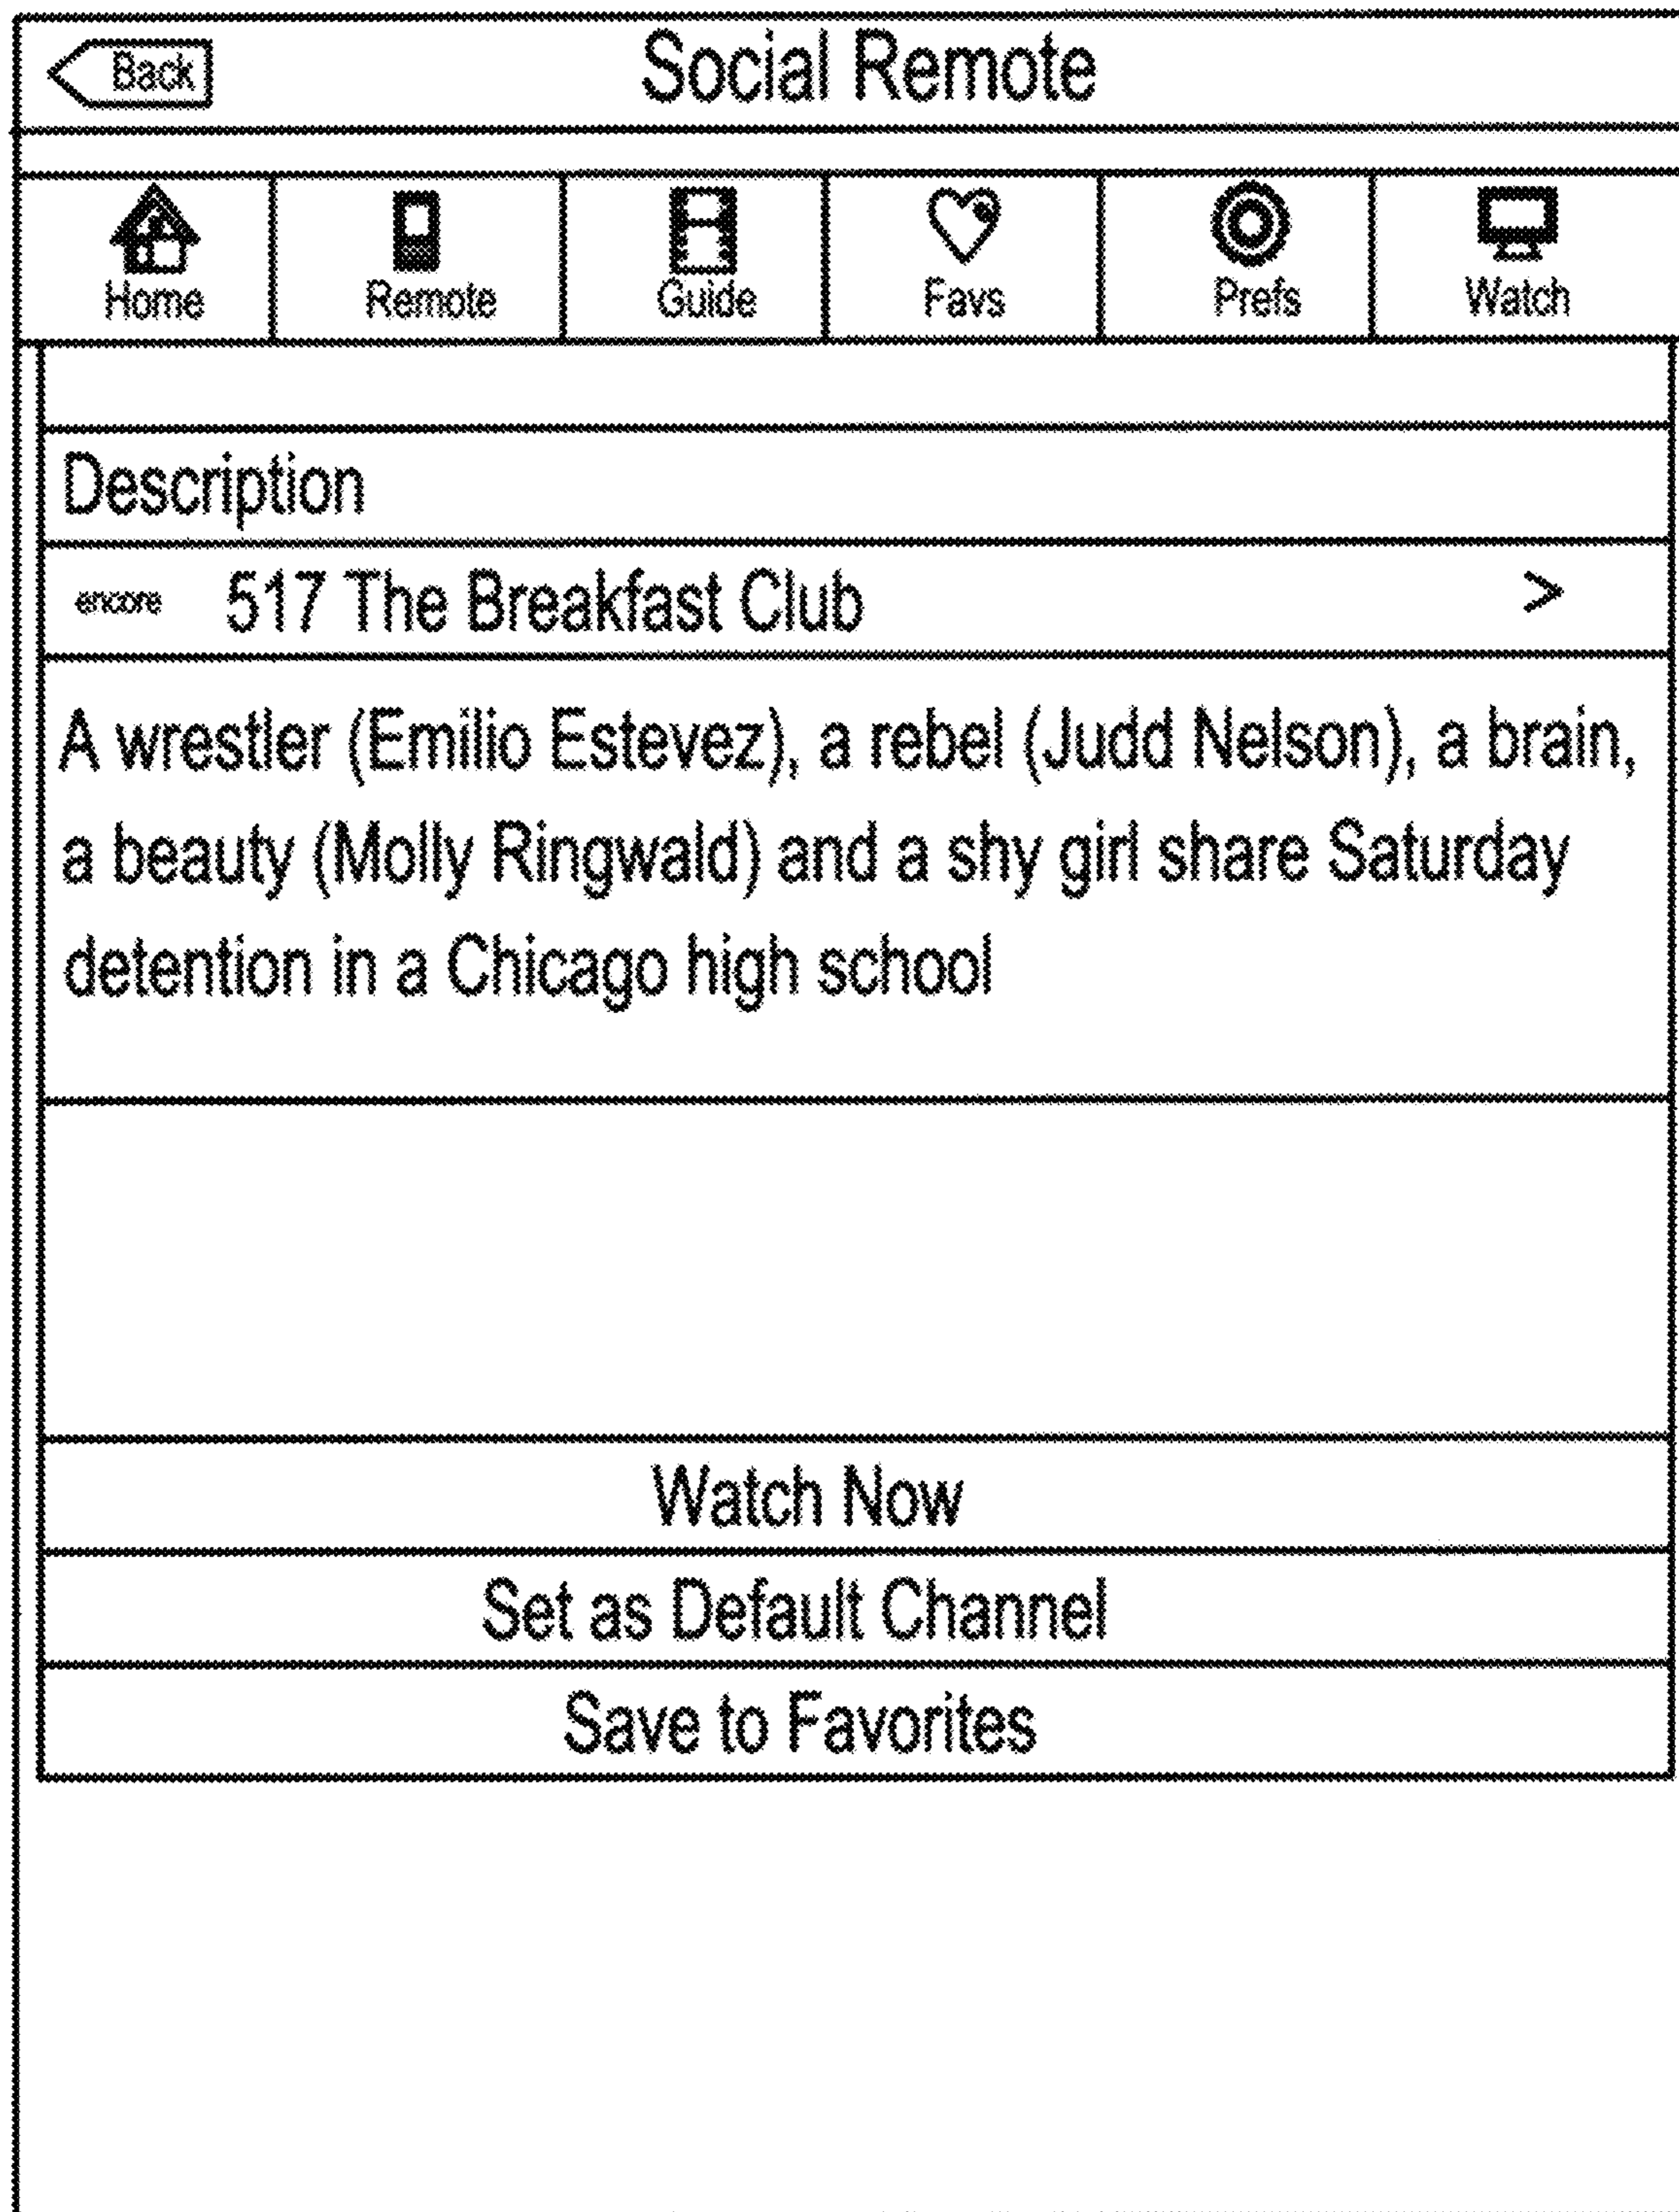 Back
Social Remote
Home Remote Guide Favs Prefs Watch
Description
encore 517 The Breakfast Club >
A wrestler (Emilio Estevez), a rebel (Judd Nelson), a brain,
a beauty (Molly Ringwald) and a shy girl share Saturday
detention in a Chicago high school
Watch Now
Set as Default Channel
Save to Favorites